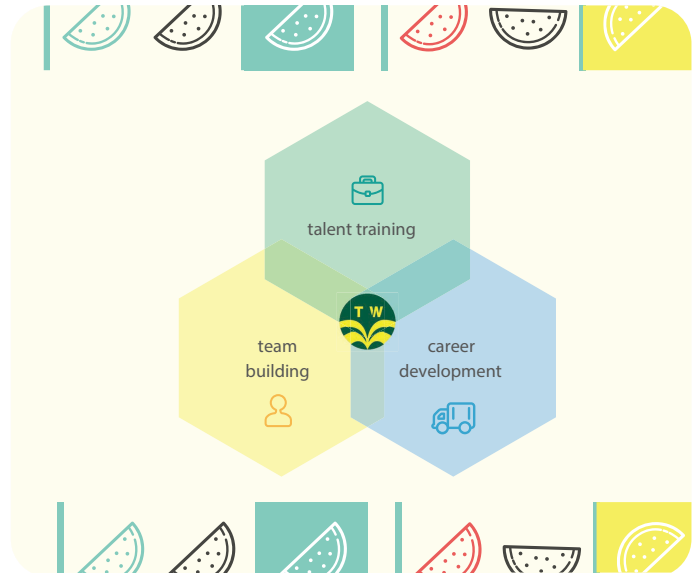 talent training
T W
team
building
career
development